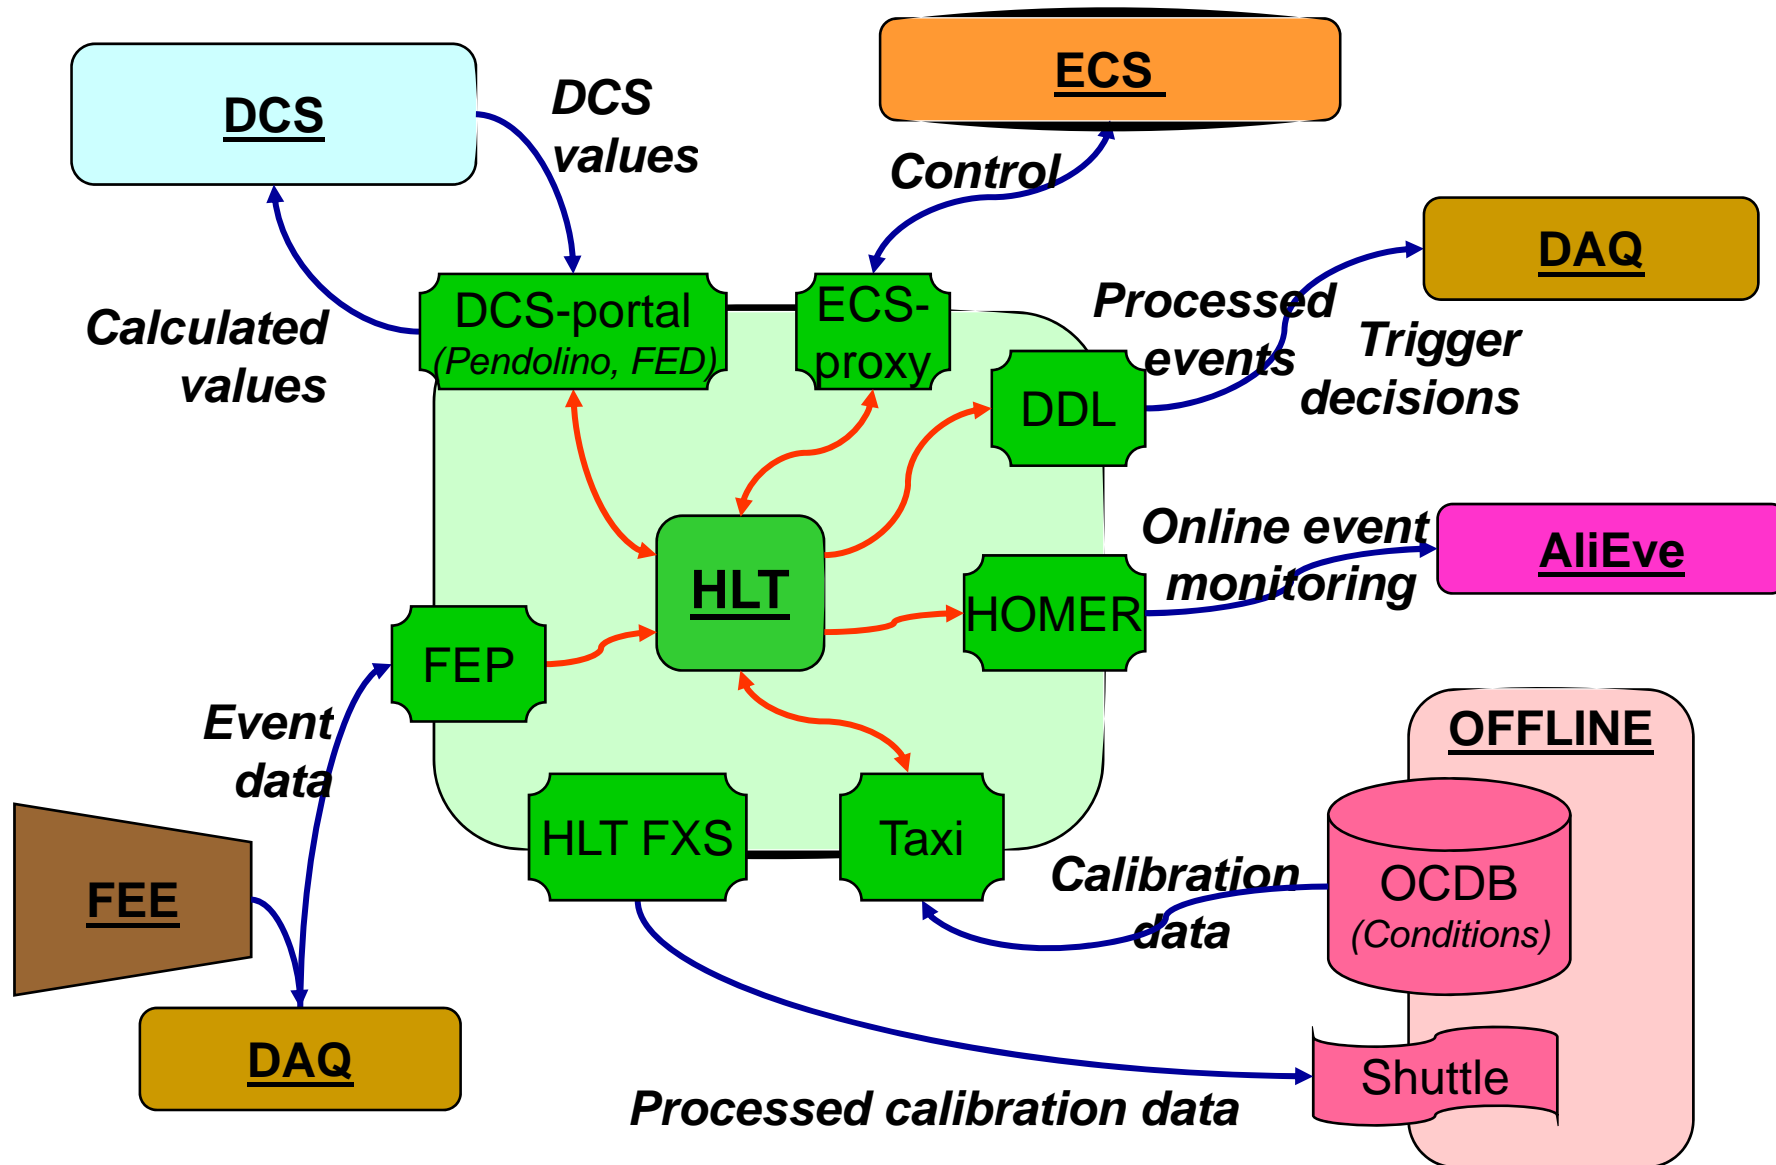 ECS
DCS
DCS
values
Control
DAQ
Calculated
values
DCS-portal
(Pendolino, FED)
ECS-
proxy
Processed
events
Trigger
decisions
DDL
Online event
monitoring
AliEve
HLT
HOMER
FEP
Event
data
OFFLINE
HLT FXS
Taxi
Calibration
data
OCDB
(Conditions)
FEE
DAQ
Shuttle
Processed calibration data